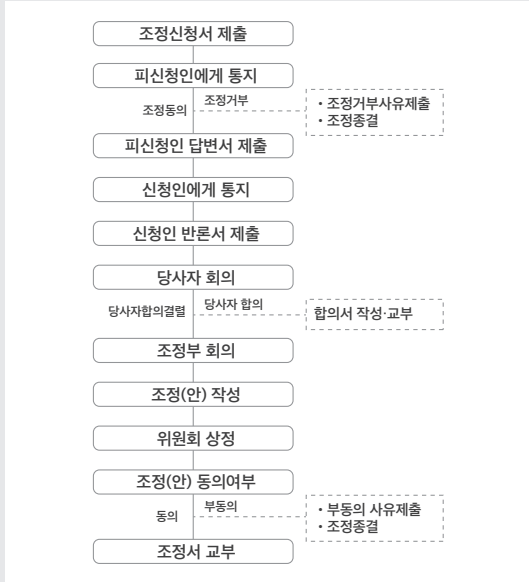 조정신청서 제출
피신청인에게 통지
조정동의
조정거부
• 조정거부사유제출
• 조정종결
피신청인 답변서 제출
신청인에게 통지
신청인 반론서 제출
당사자 회의
당사자합의결렬
당사자 합의
합의서 작성·교부
조정부 회의
조정(안) 작성
위원회 상정
조정(안) 동의여부
동의
부동의
• 부동의 사유제출
• 조정종결
조정서 교부